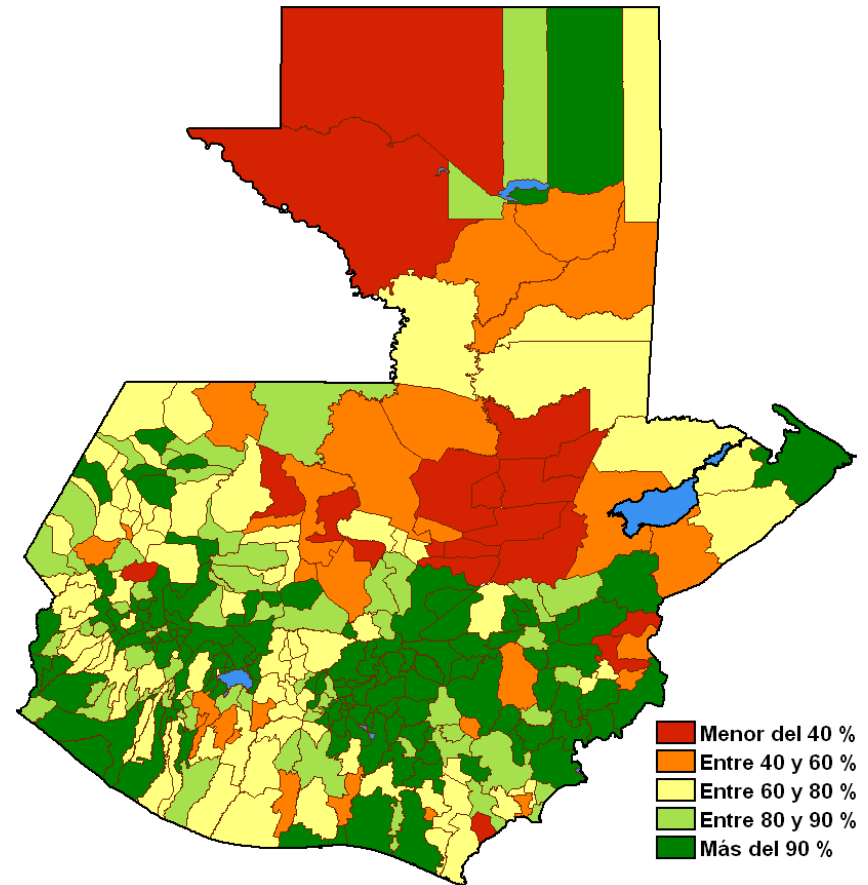 Menor del 40 %
Entre 40 y 60 %
Entre 60 y 80 %
Entre 80 y 90 %
Más del 90 %